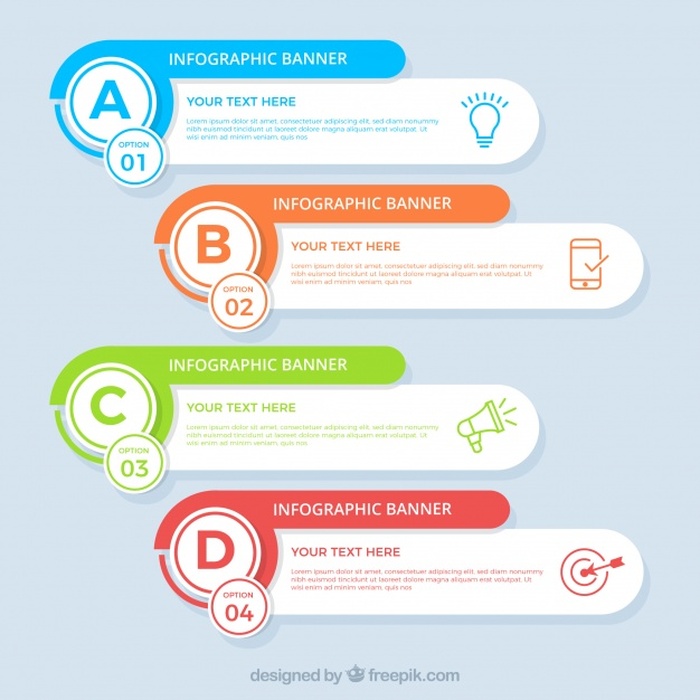 INFOGRAPHIC BANNER
A
YOUR TEXT HERE
Lorem ipsum dolor sit amet, consectetuer adipiscing elit, sed diam nonummy
nibh euismod tincidunt ut laoreet dolore magna aliquam erat volutpat. Ut
wisi enim ad minim veniam, quis nos
OPTION
01
INFOGRAPHIC BANNER
B
YOUR TEXT HERE
Lorem ipsum dolor sit amet, consectetuer adipiscing elit, sed diam nonummy
nibh euismod tincidunt ut laoreet dolore magna aliquam erat volutpat. Ut
wisi enim ad minim veniam, quis nos
OPTION
02
INFOGRAPHIC BANNER
C
YOUR TEXT HERE
Lorem ipsum dolor sit amet, consectetuer adipiscing elit, sed diam nonummy
nibh euismod tincidunt ut laoreet dolore magna aliquam erat volutpat. Ut
wisi enim ad minim veniam, quis nos
OPTION
03
INFOGRAPHIC BANNER
D
YOUR TEXT HERE
Lorem ipsum dolor sit amet, consectetuer adipiscing elit, sed diam nonummy
nibh euismod tincidunt ut laoreet dolore magna aliquam erat volutpat. Ut
wisi enim ad minim veniam, quis nos
OPTION
04
designed by freepik.com